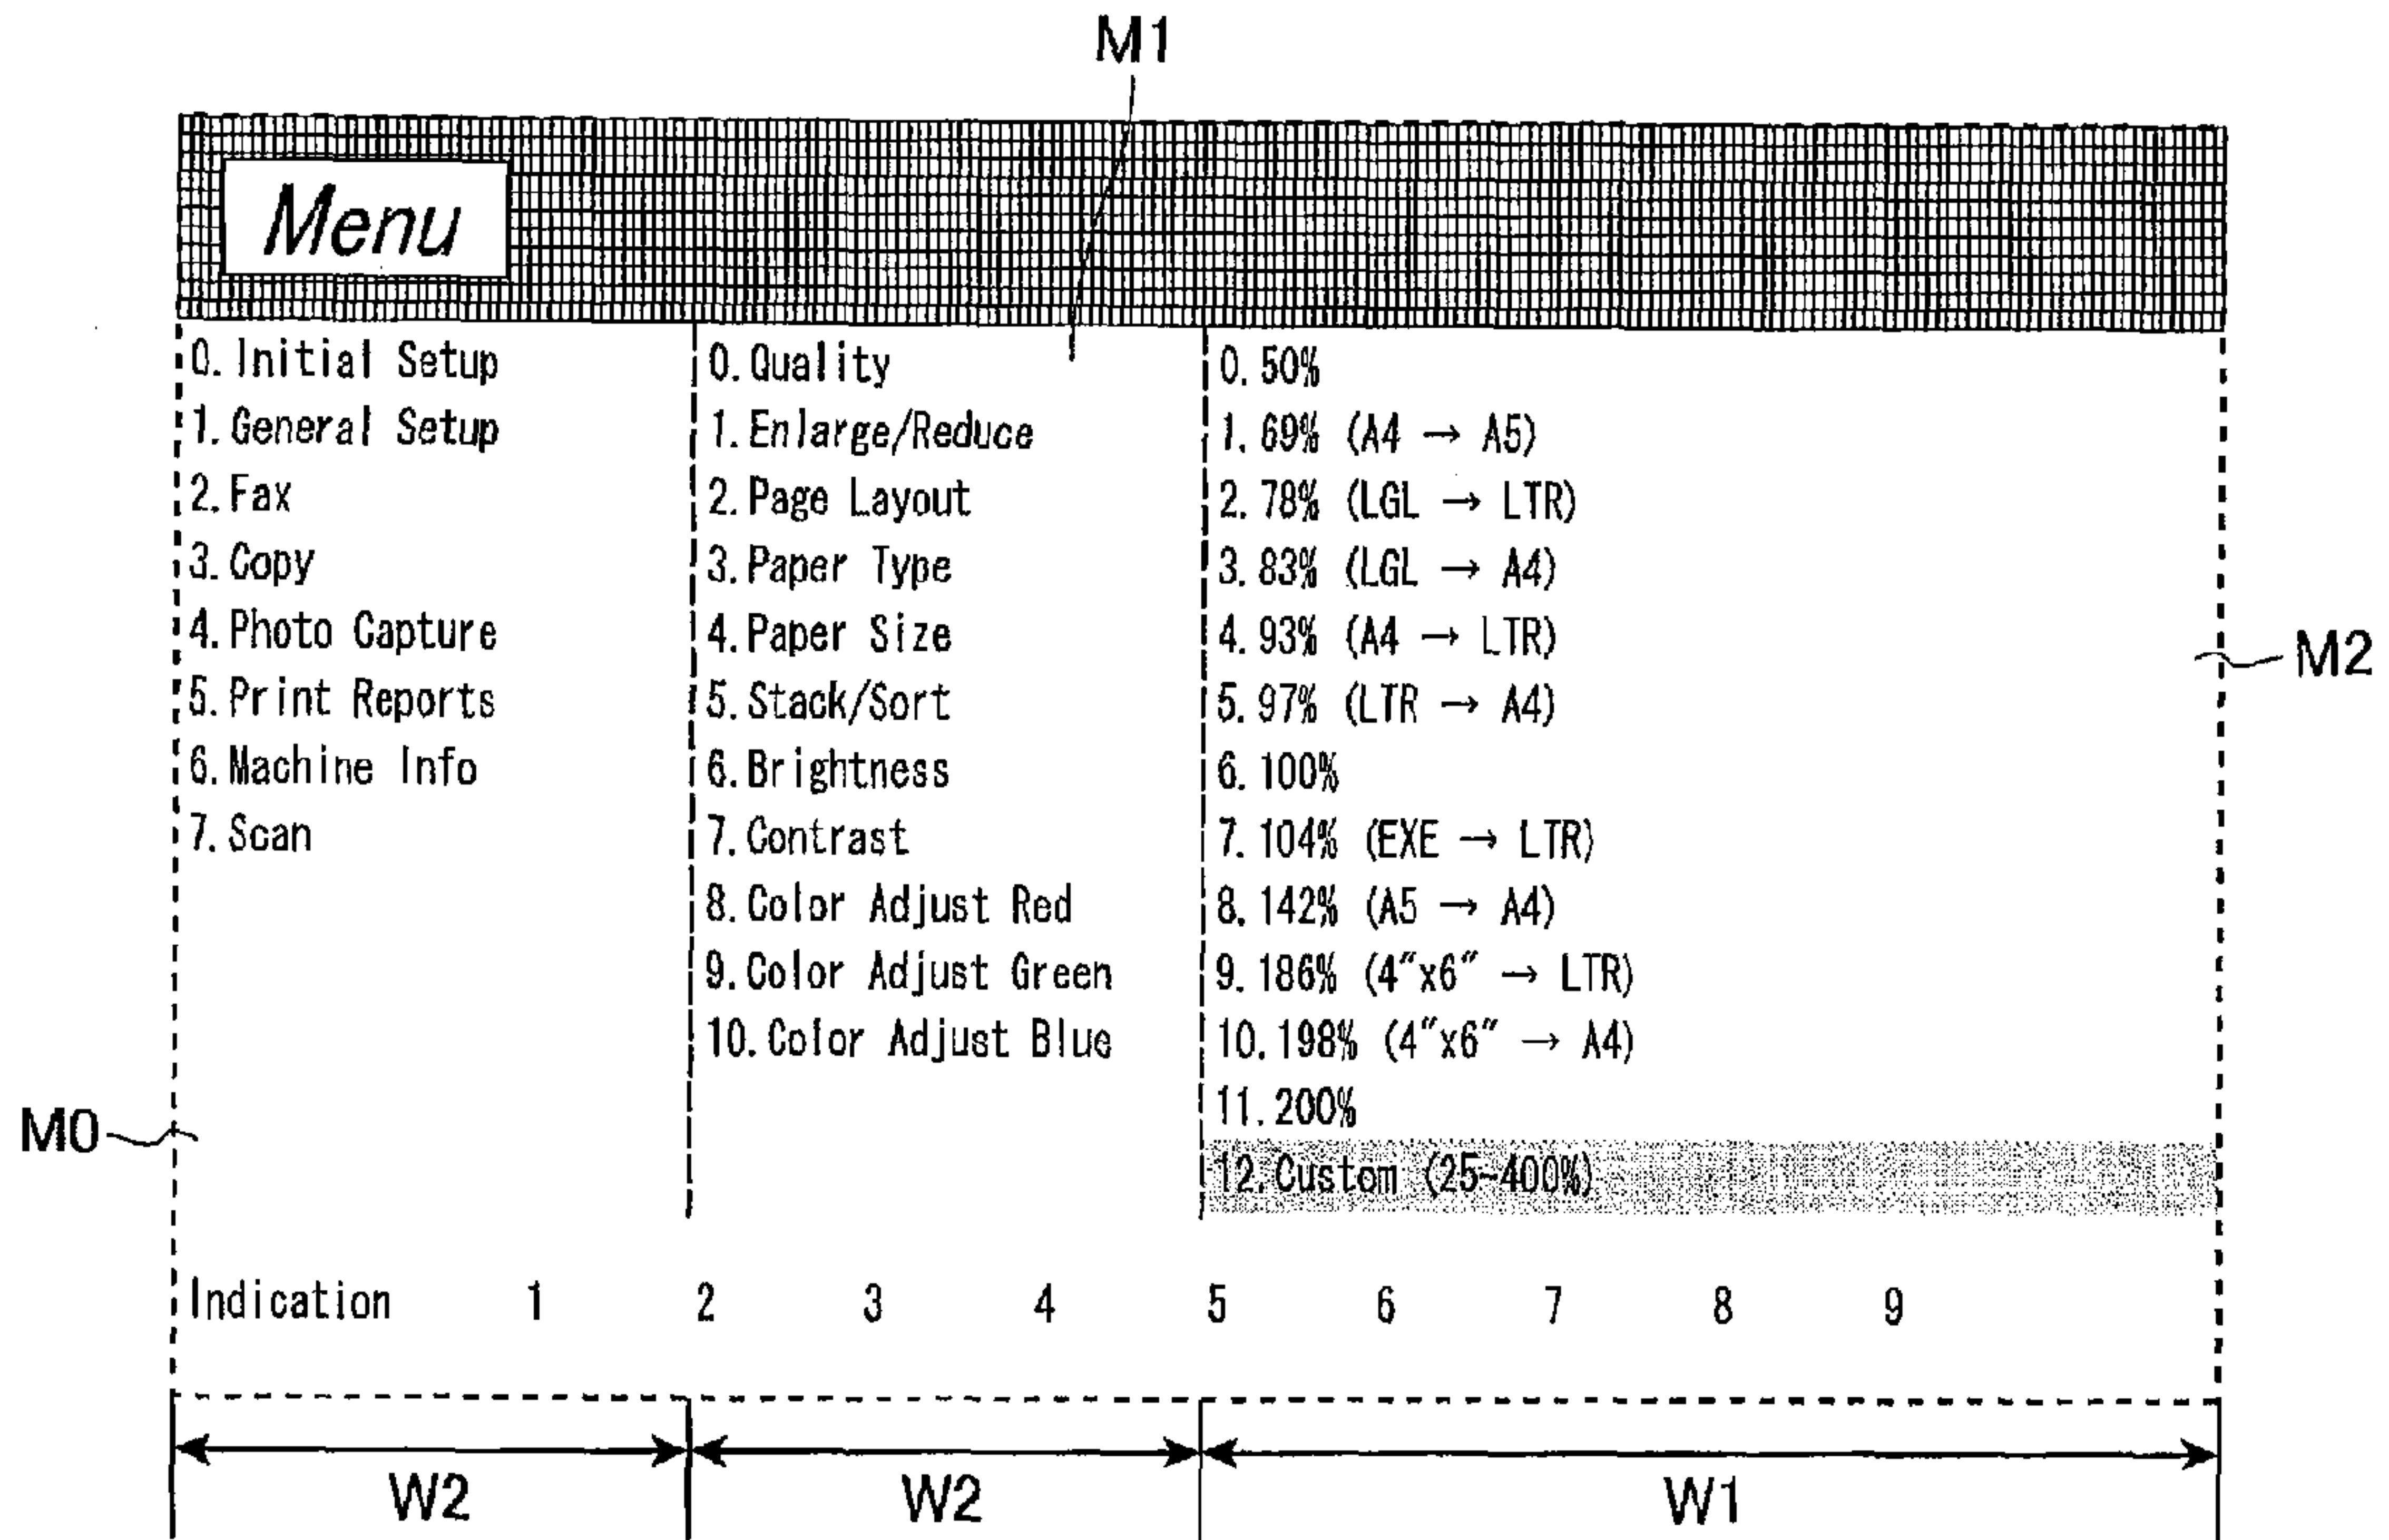 M1
Menu
0. Initial Setup
1. General Setup
2. Fax
3. Copy
4. Photo Capture
5. Print Reports
6. Machine Info
7. Scan
0. Quality
1. Enlarge/Reduce
2. Page Layout
3. Paper Type
4. Paper Size
5. Stack/Sort
6. Brightness
7. Contrast
8. Color Adjust Red
9. Color Adjust Green
10. Color Adjust Blue
0. 50%
1. 69% (A4 → A5)
2. 78% (LGL → LTR)
3. 83% (LGL → A4)
4. 93% (A4 → LTR)
5. 97% (LTR → A4)
6. 100%
7. 104% (EXE → LTR)
8. 142% (A5 → A4)
9. 186% (4"x6" → LTR)
10. 198% (4"x6" → A4)
11. 200%
12. Custom (25~400%)
M2
M0
Indication 1 2 3 4 5 6 7 8 9
W2 W2 W1